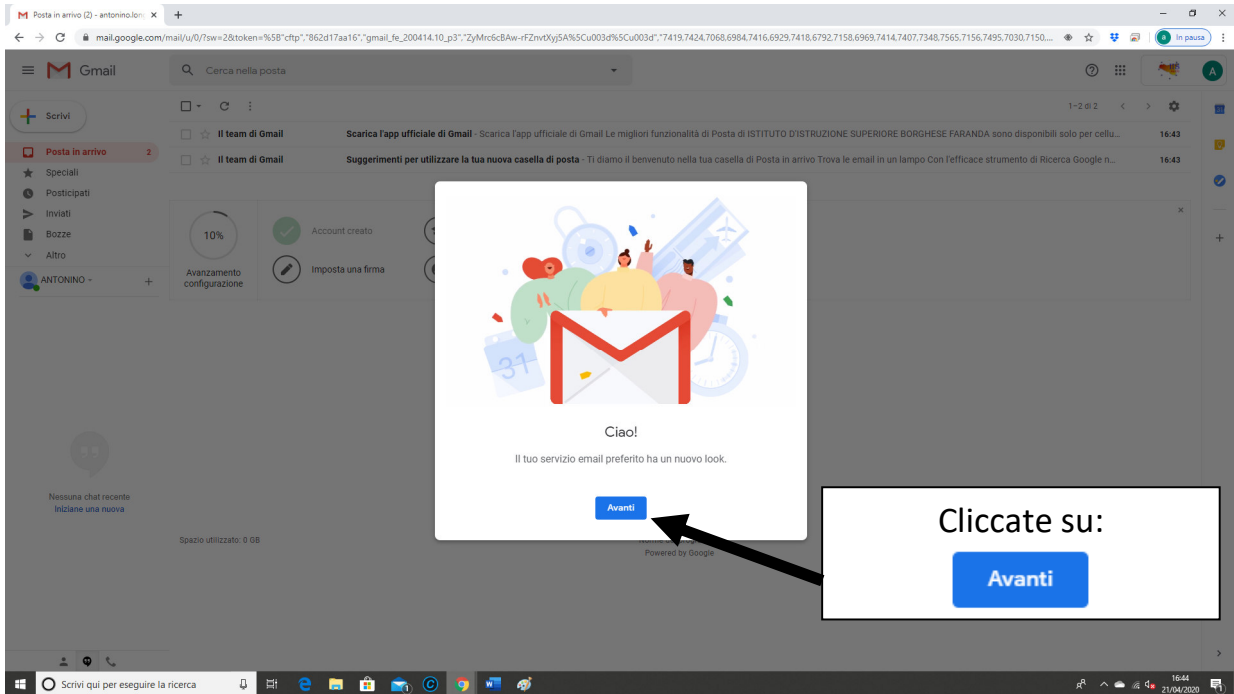 Posta in arrivo (2) - antonino.lon
mail.google.com/mail/u/0/?sw=2&token=%5B"cftp","862d17aa16","gmail_fe_200414.10_p3","ZyMrc6cBAw-rFZnvtXyj5A%5Cu003d%5Cu003d","7419,7424,7068,6984,7416,6929,7418,6792,7158,6969,7414,7407,7348,7565,7156,7495,7030,7150,...
a In pausa
Gmail
Cerca nella posta
A
Scrivi
1-2 di 2
Il team di Gmail Scarica l'app ufficiale di Gmail - Scarica l'app ufficiale di Gmail Le migliori funzionalità di Posta di ISTITUTO D'ISTRUZIONE SUPERIORE BORGHESE FARANDA sono disponibili solo per cellu... 16:43
Posta in arrivo 2
Il team di Gmail Suggerimenti per utilizzare la tua nuova casella di posta - Ti diamo il benvenuto nella tua casella di Posta in arrivo Trova le email in un lampo Con l'efficace strumento di Ricerca Google n... 16:43
Speciali
Posticipati
Inviati
Bozze
Altro
ANTONINO
10%
Avanzamento
configurazione
Account creato
Imposta una firma
31
Ciao!
Il tuo servizio email preferito ha un nuovo look.
Avanti
Nessuna chat recente
Iniziane una nuova
Spazio utilizzato: 0 GB
Powered by Google
Cliccate su:
Avanti
Scrivi qui per eseguire la ricerca
16:44
21/04/2020